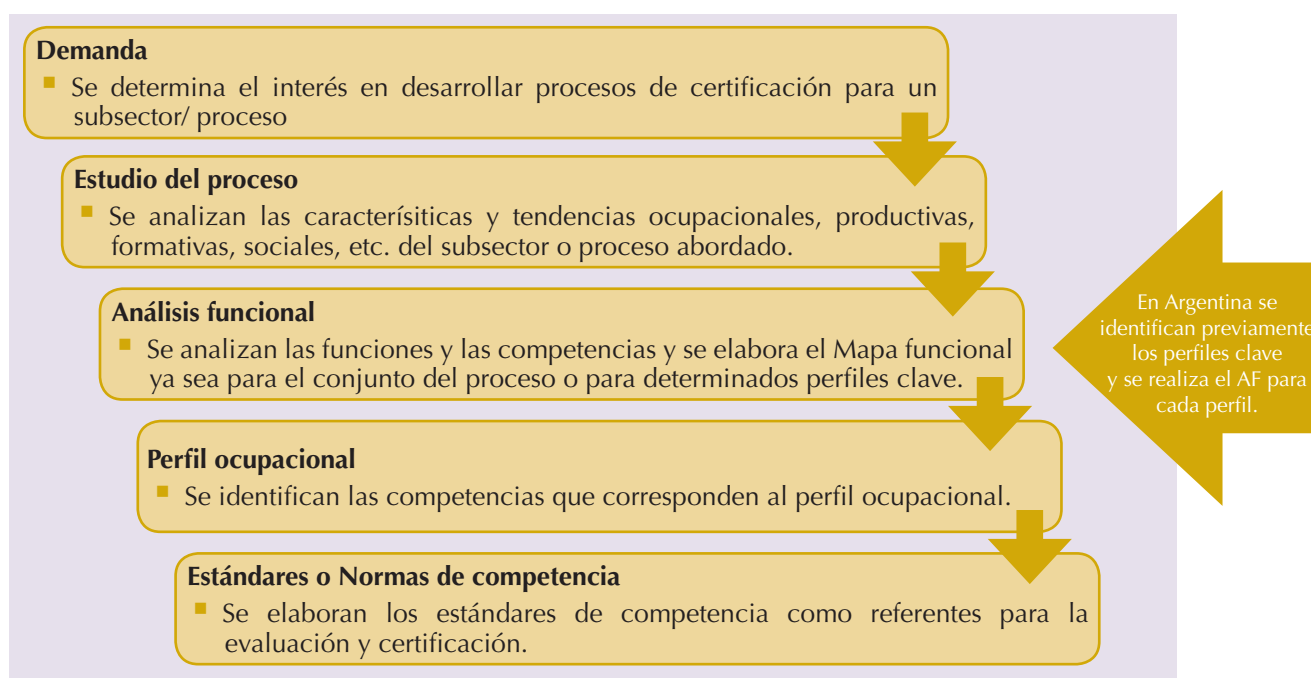 Demanda
▪ Se determina el interés en desarrollar procesos de certificación para un
subsector/ proceso
Estudio del proceso
▪ Se analizan las caracterísiticas y tendencias ocupacionales, productivas,
formativas, sociales, etc. del subsector o proceso abordado.
Análisis funcional
▪ Se analizan las funciones y las competencias y se elabora el Mapa funcional
ya sea para el conjunto del proceso o para determinados perfiles clave.
En Argentina se
identifican previamente
los perfiles clave
y se realiza el AF para
cada perfil.
Perfil ocupacional
▪ Se identifican las competencias que corresponden al perfil ocupacional.
Estándares o Normas de competencia
▪ Se elaboran los estándares de competencia como referentes para la
evaluación y certificación.